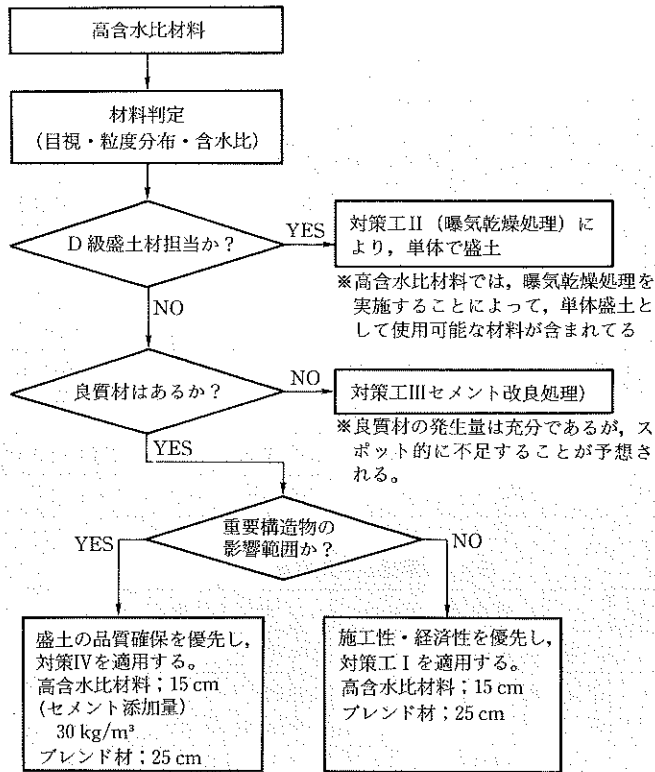 高含水比材料
材料判定
(目視・粒度分布・含水比)
D級盛土材担当か?
YES
対策工II(曝気乾燥処理)に
より,単体で盛土
※高含水比材料では,曝気乾燥処理を
実施することによって,単体盛土と
して使用可能な材料が含まれてる
NO
良質材はあるか?
NO
対策工IIIセメント改良処理)
※良質材の発生量は充分であるが,ス
ポット的に不足することが予想さ
れる。
YES
重要構造物の
影響範囲か?
YES
NO
盛土の品質確保を優先し,
対策IVを適用する。
高含水比材料;15 cm
(セメント添加量)
30 kg/m³
ブレンド材;25 cm
施工性・経済性を優先し,
対策工Iを適用する。
高含水比材料;15 cm
ブレンド材;25 cm